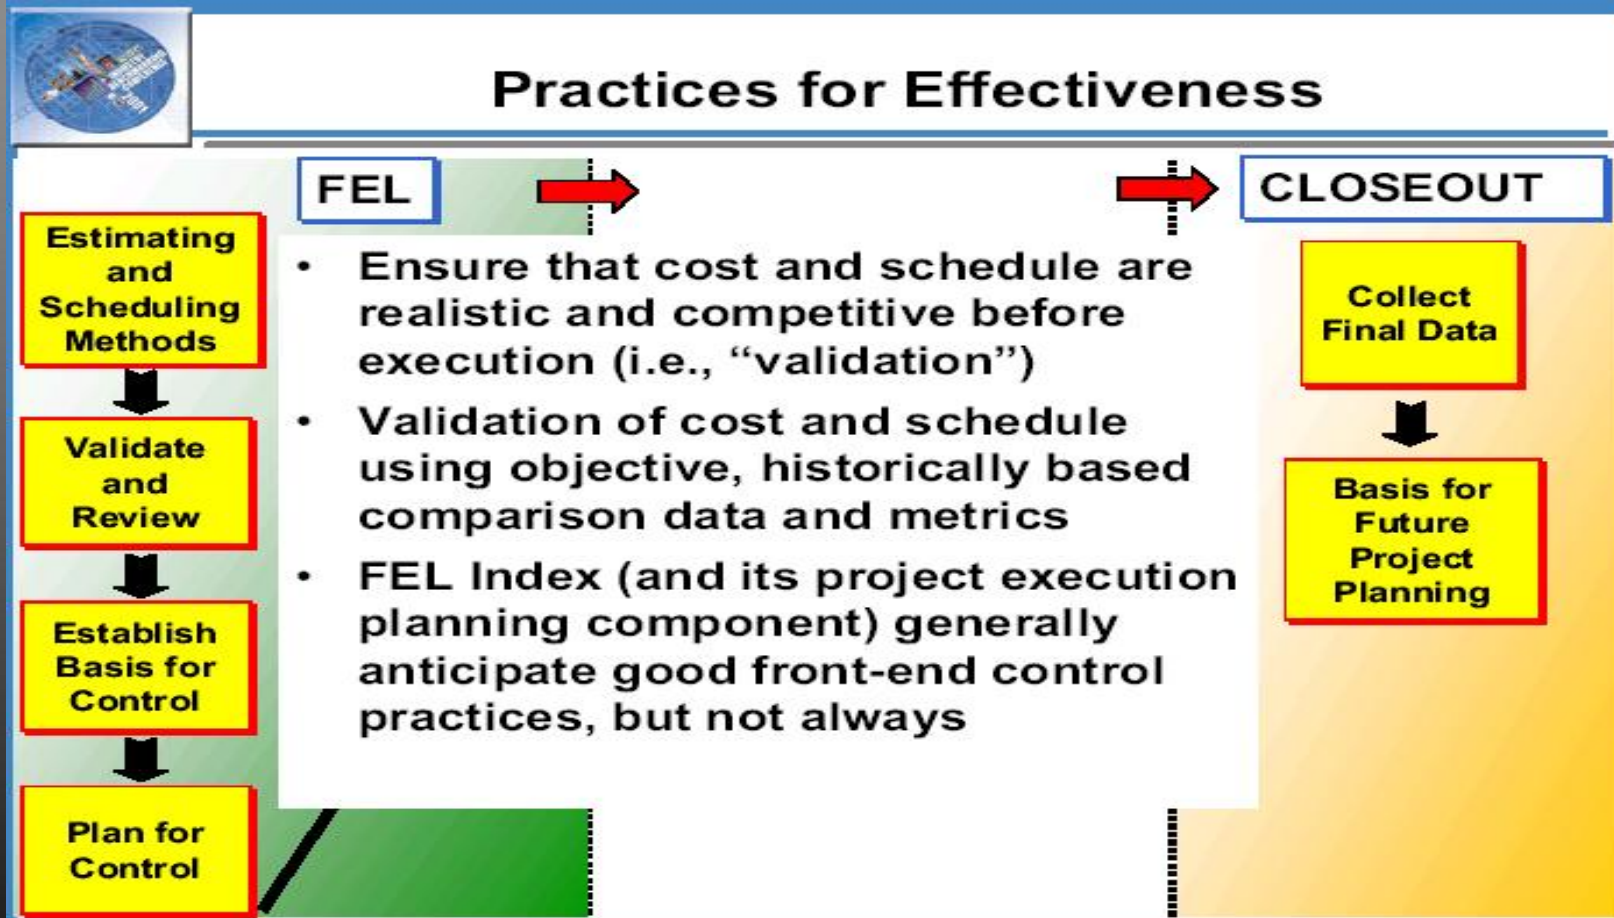 Practices for Effectiveness
FEL
CLOSEOUT
Estimating
and
Scheduling
Methods
Validate
and
Review
Establish
Basis for
Control
Plan for
Control
• Ensure that cost and schedule are
realistic and competitive before
execution (i.e., “validation”)
• Validation of cost and schedule
using objective, historically based
comparison data and metrics
• FEL Index (and its project execution
planning component) generally
anticipate good front-end control
practices, but not always
Collect
Final Data
Basis for
Future
Project
Planning